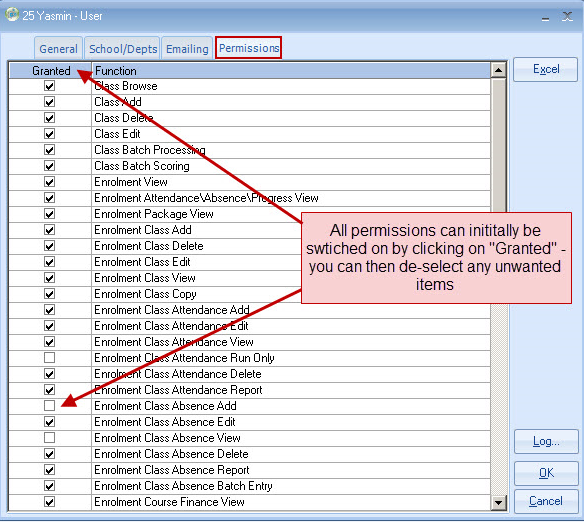 25 Yasmin - User
General School/Depts Emailing Permissions
Granted Function
Excel
Class Browse
Class Add
Class Delete
Class Edit
Class Batch Processing
Class Batch Scoring
Enrolment View
Enrolment Attendance\Absence\Progress View
Enrolment Package View
Enrolment Class Add
Enrolment Class Delete
Enrolment Class Edit
Enrolment Class View
Enrolment Class Copy
Enrolment Class Attendance Add
Enrolment Class Attendance Edit
Enrolment Class Attendance View
Enrolment Class Attendance Run Only
Enrolment Class Attendance Delete
Enrolment Class Attendance Report
Enrolment Class Absence Add
Enrolment Class Absence Edit
Enrolment Class Absence View
Enrolment Class Absence Delete
Enrolment Class Absence Report
Enrolment Class Absence Batch Entry
Enrolment Course Finance View
All permissions can inititally be
swtiched on by clicking on "Granted" -
you can then de-select any unwanted
items
Log...
OK
Cancel